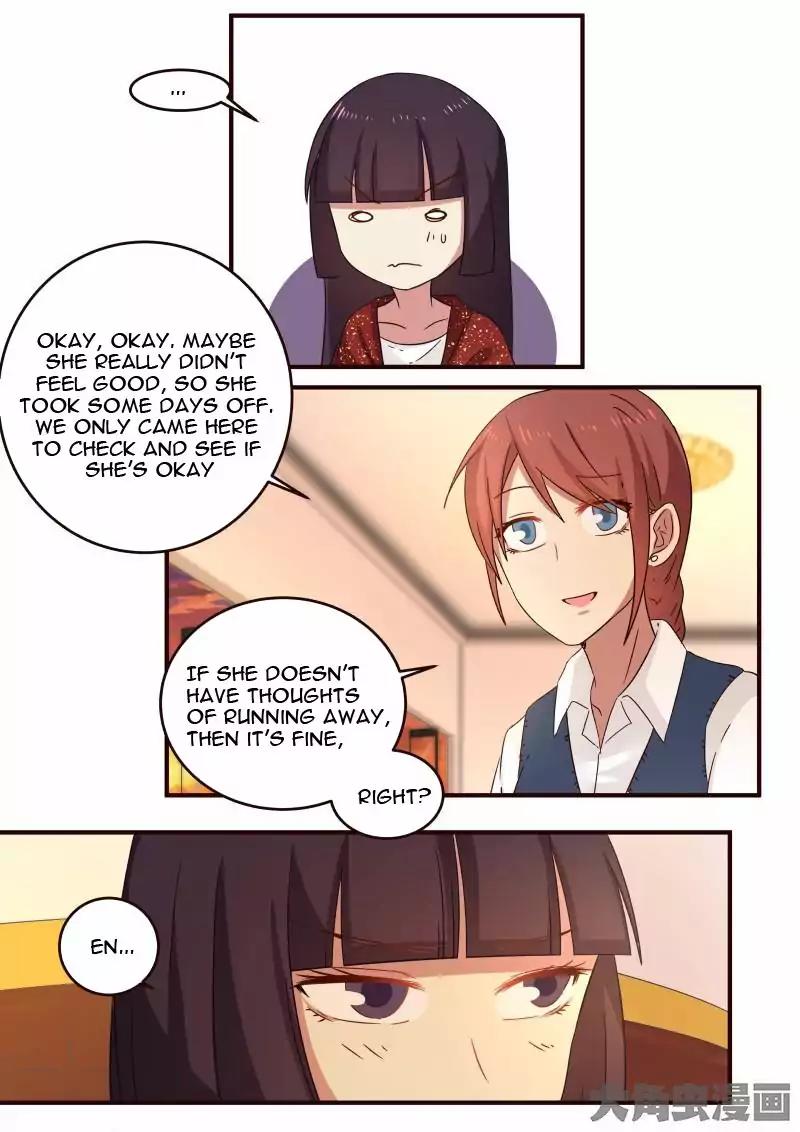 ...
OKAY, OKAY. MAYBE
SHE REALLY DIDN'T
FEEL GOOD, SO SHE
TOOK SOME DAYS OFF.
WE ONLY CAME HERE
TO CHECK AND SEE IF
SHE'S OKAY
IF SHE DOESN'T
HAVE THOUGHTS
OF RUNNING AWAY,
THEN IT'S FINE,
RIGHT?
EN...
大角虫漫画